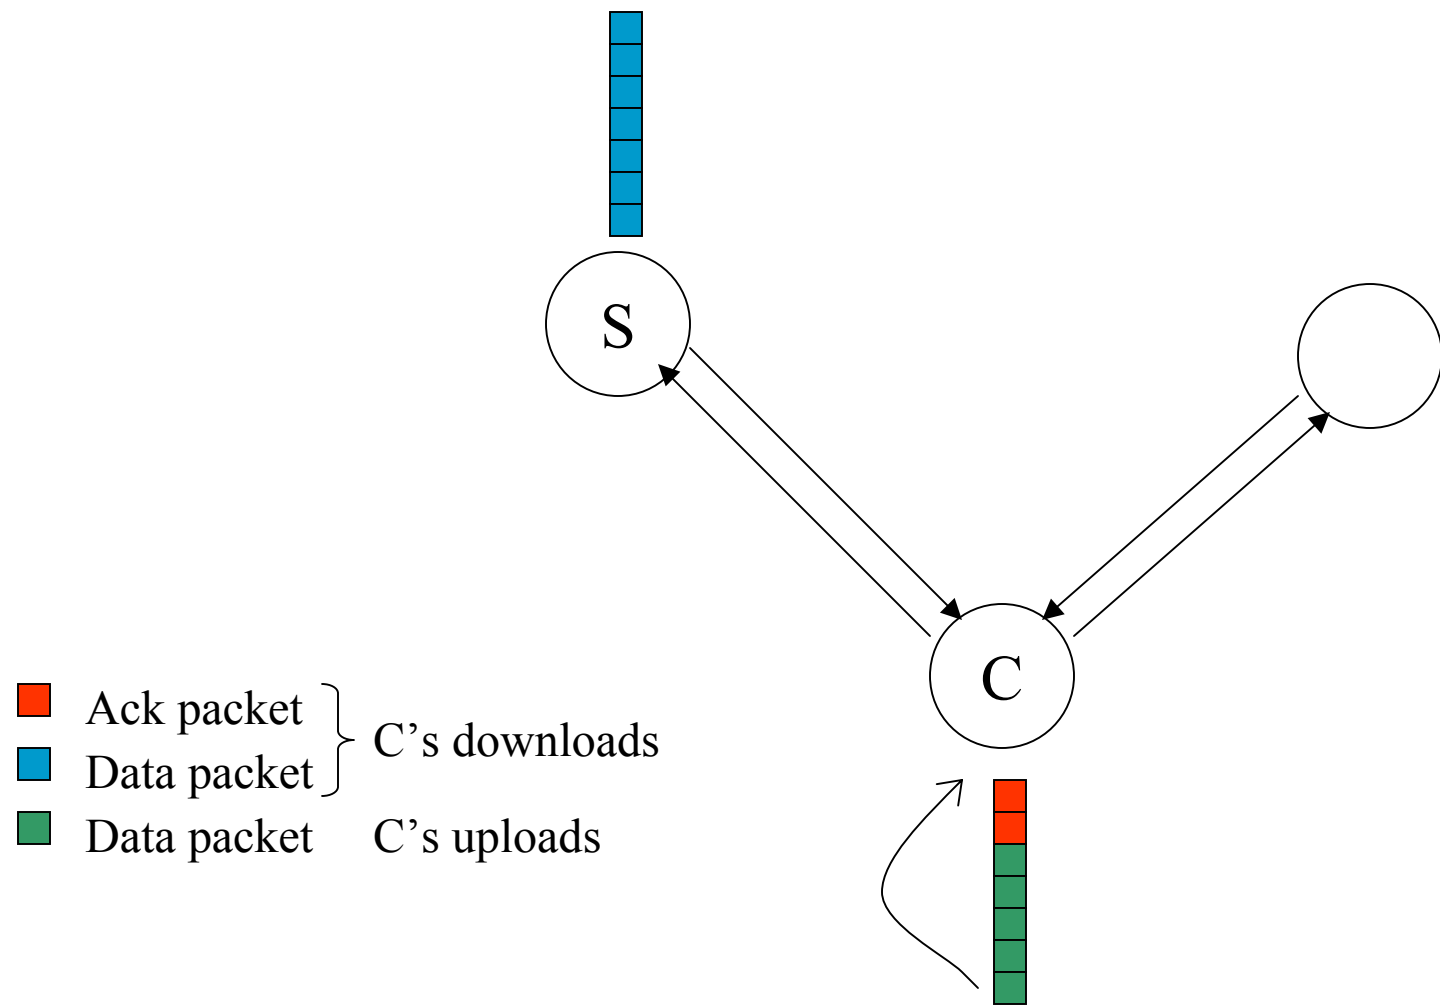 S
C
Ack packet
Data packet
C’s downloads
Data packet C’s uploads